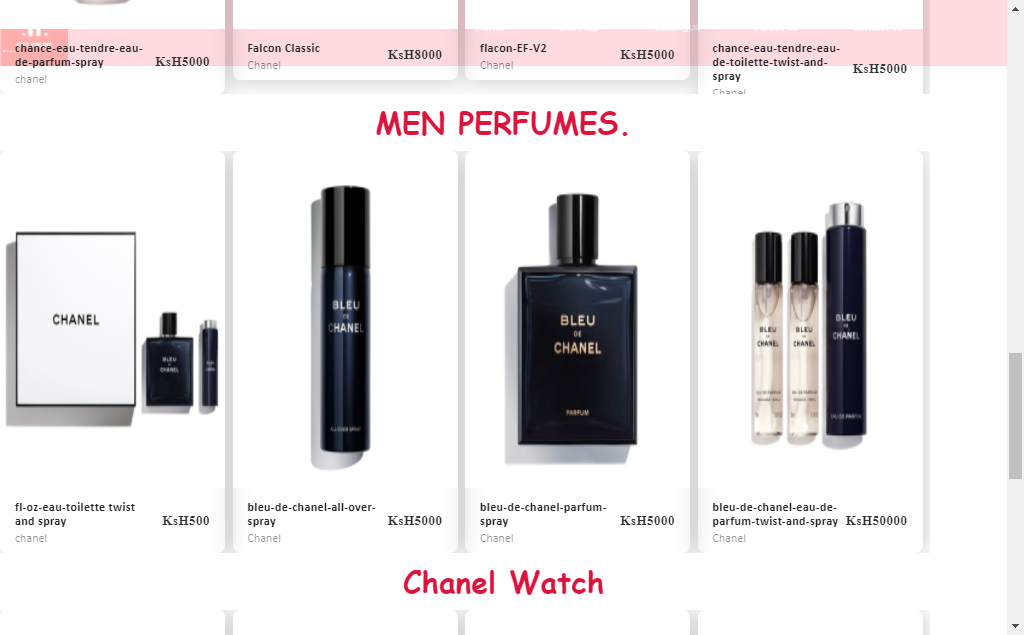 chance-eau-tendre-eau-
de-parfum-spray
KsH5000
chanel
Falcon Classic
KsH8000
Chanel
flacon-EF-V2
KsH5000
Chanel
chance-eau-tendre-eau-
de-toilette-twist-and-
spray
KsH5000
Chanel
MEN PERFUMES.
CHANEL
BLEU
DE
CHANEL
BLEU
DE
CHANEL
ALL-OVER SPRAY
BLEU
DE
CHANEL
PARFUM
BLEU
DE
CHANEL
BLEU
DE
CHANEL
BLEU
DE
CHANEL
EAU DE PARFUM
fl-oz-eau-toilette twist
and spray
KsH500
chanel
bleu-de-chanel-all-over-
spray
KsH5000
Chanel
bleu-de-chanel-parfum-
spray
KsH5000
Chanel
bleu-de-chanel-eau-de-
parfum-twist-and-spray
KsH50000
Chanel
Chanel Watch